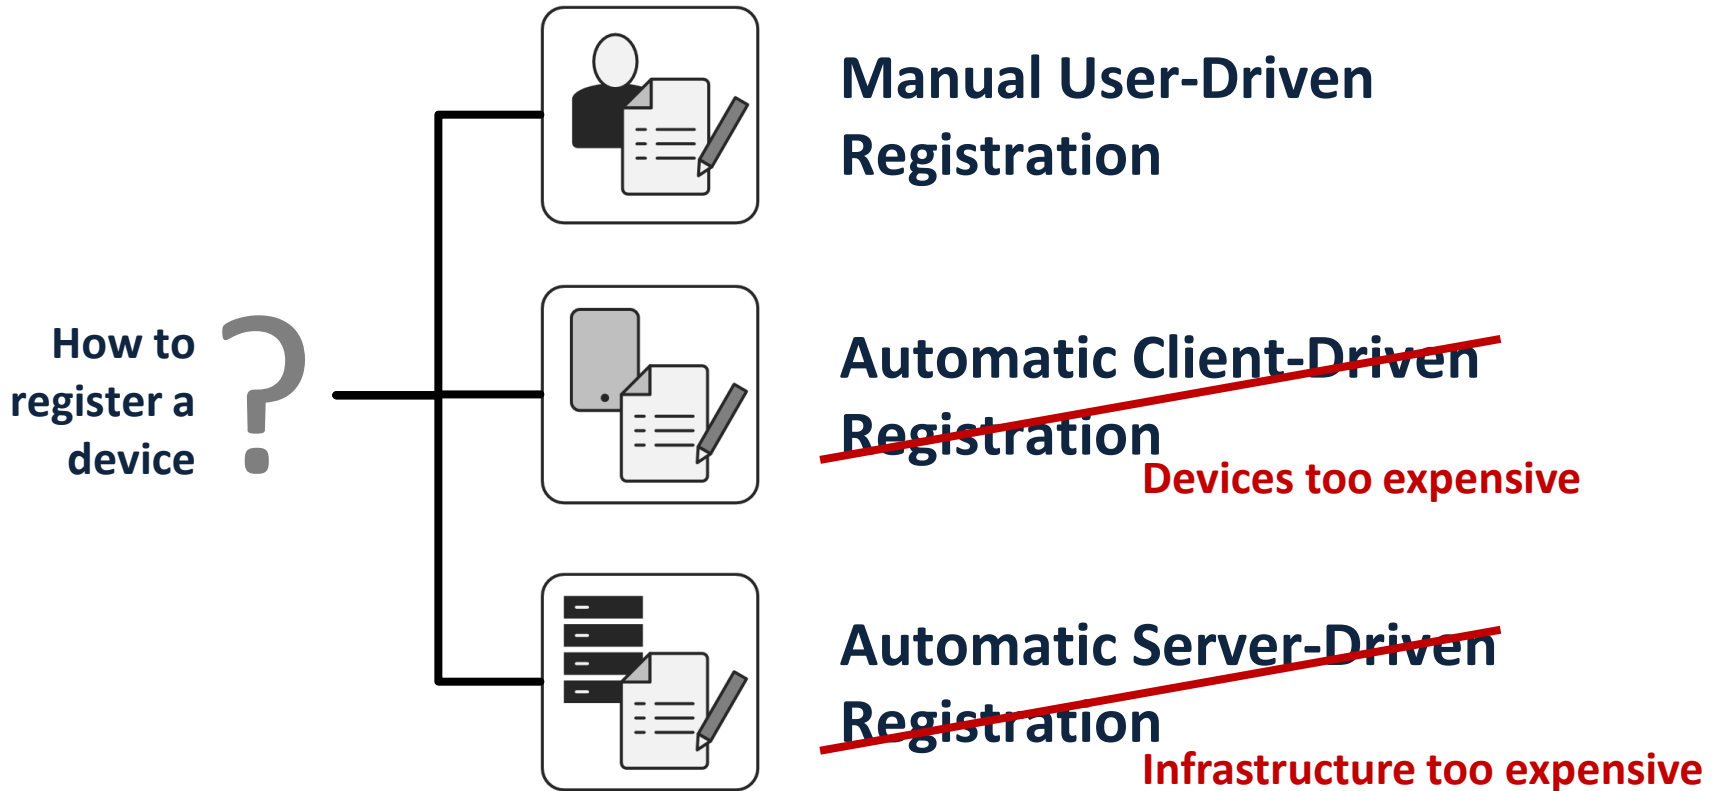 How to
register a
device
?
Manual User-Driven
Registration
Automatic Client-Driven
Registration
Devices too expensive
Automatic Server-Driven
Registration
Infrastructure too expensive